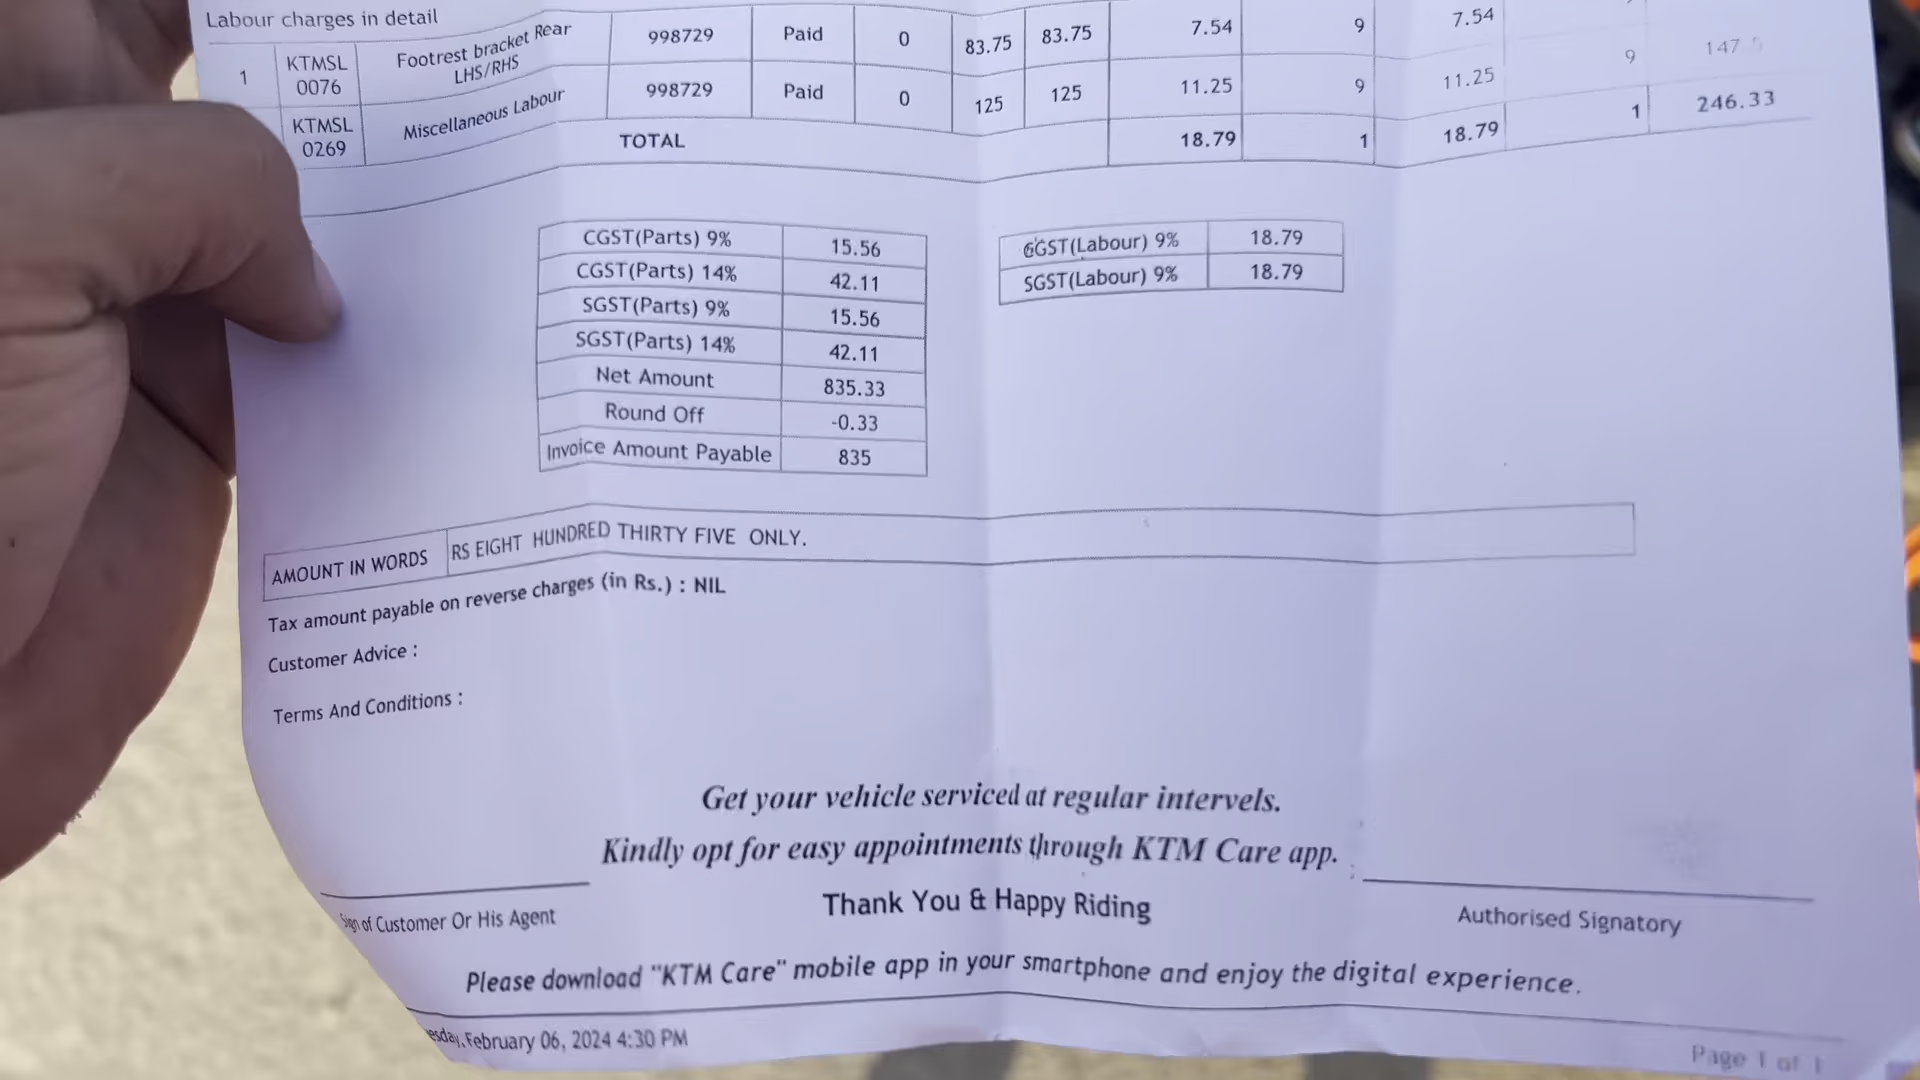 Labour charges in detail
1 KTMSL 0076 Footrest bracket Rear LHS/RHS 998729 Paid 0 83.75 83.75 7.54 9 7.54 9 147.5
KTMSL 0269 Miscellaneous Labour 998729 Paid 0 125 125 11.25 9 11.25
TOTAL 18.79 1 18.79 1 246.33
CGST(Parts) 9% 15.56
CGST(Parts) 14% 42.11
SGST(Parts) 9% 15.56
SGST(Parts) 14% 42.11
Net Amount 835.33
Round Off -0.33
Invoice Amount Payable 835
CGST(Labour) 9% 18.79
SGST(Labour) 9% 18.79
AMOUNT IN WORDS RS EIGHT HUNDRED THIRTY FIVE ONLY.
Tax amount payable on reverse charges (in Rs.) : NIL
Customer Advice :
Terms And Conditions :
Get your vehicle serviced at regular intervels.
Kindly opt for easy appointments through KTM Care app.
Thank You & Happy Riding
Sign of Customer Or His Agent
Authorised Signatory
Please download "KTM Care" mobile app in your smartphone and enjoy the digital experience.
February 06, 2024 4:30 PM
Page 1 of 1